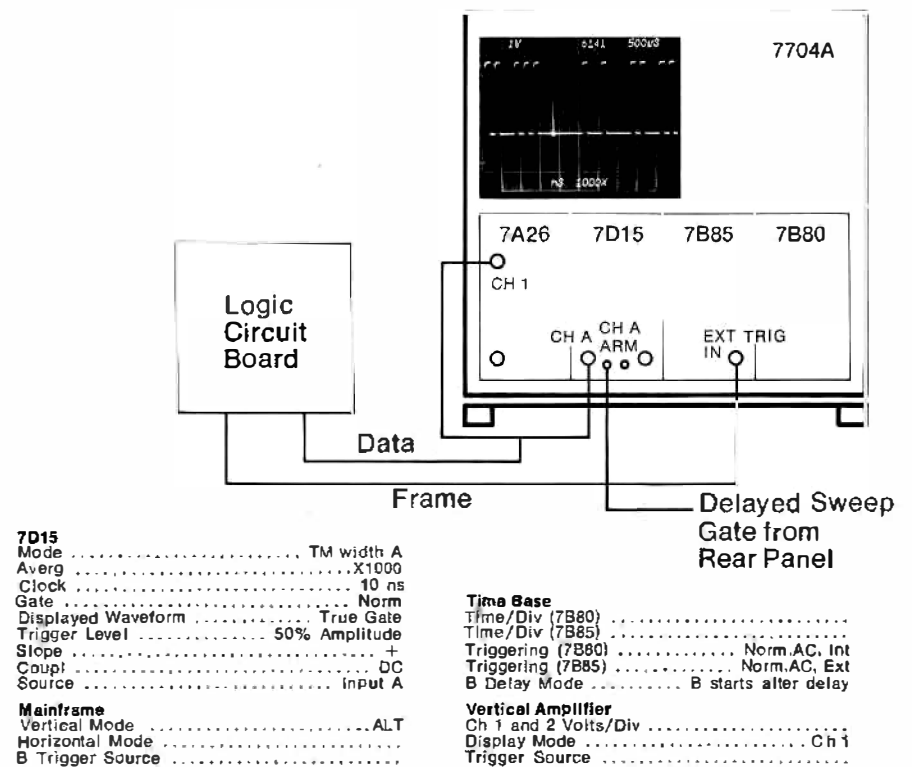 1V 6141 500μS
nS 1000X
7704A
7A26 7D15 7B85 7B80
CH 1
CH A
CH A
ARM
EXT TRIG
IN
Logic
Circuit
Board
Data
Frame
Delayed Sweep
Gate from
Rear Panel
7D15
Mode .......................... TM width A
Averg ................................X1000
Clock ............................... 10 ns
Gate ................................ Norm
Displayed Waveform ............. True Gate
Trigger Level ............ 50% Amplitude
Slope .................................. +
Coupl ................................. DC
Source ............................ Input A
Mainframe
Vertical Mode ........................ALT
Horizontal Mode ..........................
B Trigger Source .........................
Time Base
Time/Div (7B80) ..........................
Time/Div (7B85) ..........................
Triggering (7B80) ........... Norm,AC, Int
Triggering (7B85) ............ Norm,AC, Ext
B Delay Mode .......... B starts after delay
Vertical Amplifier
Ch 1 and 2 Volts/Div .....................
Display Mode ........................Ch 1
Trigger Source ...........................